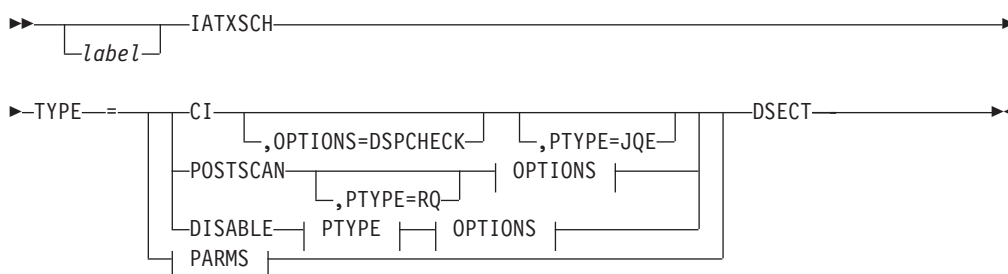 IATXSCH
label
TYPE = CI DSECT
,OPTIONS=DSPCHECK ,PTYPE=JQE
POSTSCAN OPTIONS
,PTYPE=RQ
DISABLE PTYPE OPTIONS
PARMS